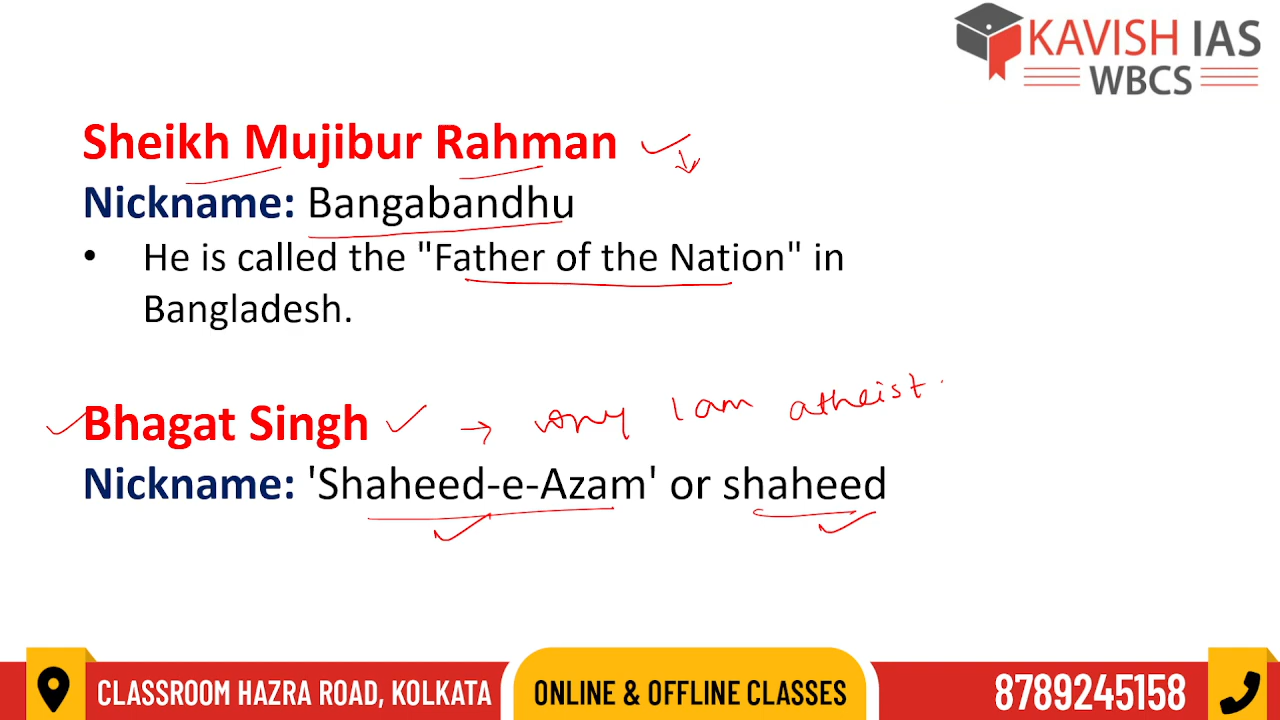 KAVISH IAS
WBCS
Sheikh Mujibur Rahman
Nickname: Bangabandhu
• He is called the "Father of the Nation" in
Bangladesh.
Bhagat Singh → I am atheist.
Nickname: 'Shaheed-e-Azam' or shaheed
CLASSROOM HAZRA ROAD, KOLKATA
ONLINE & OFFLINE CLASSES
8789245158